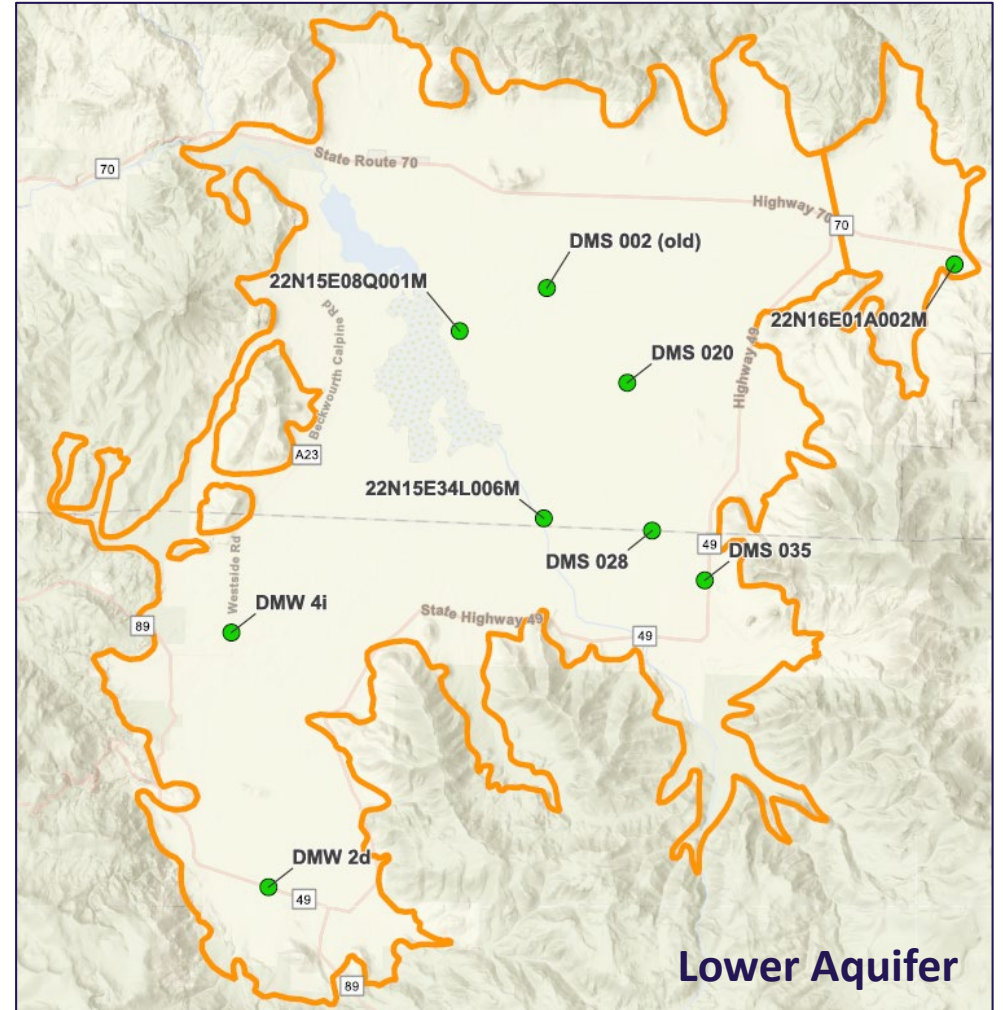 State Route 70
70
Highway 70
70
DMS 002 (old)
22N15E08Q001M
22N16E01A002M
DMS 020
Highway 49
Beckwourth Calpine
Rd
A23
22N15E34L006M
DMS 028
49
DMS 035
Westside Rd
DMW 4i
State Highway 49
89
49
DMW 2d
49
89
Lower Aquifer